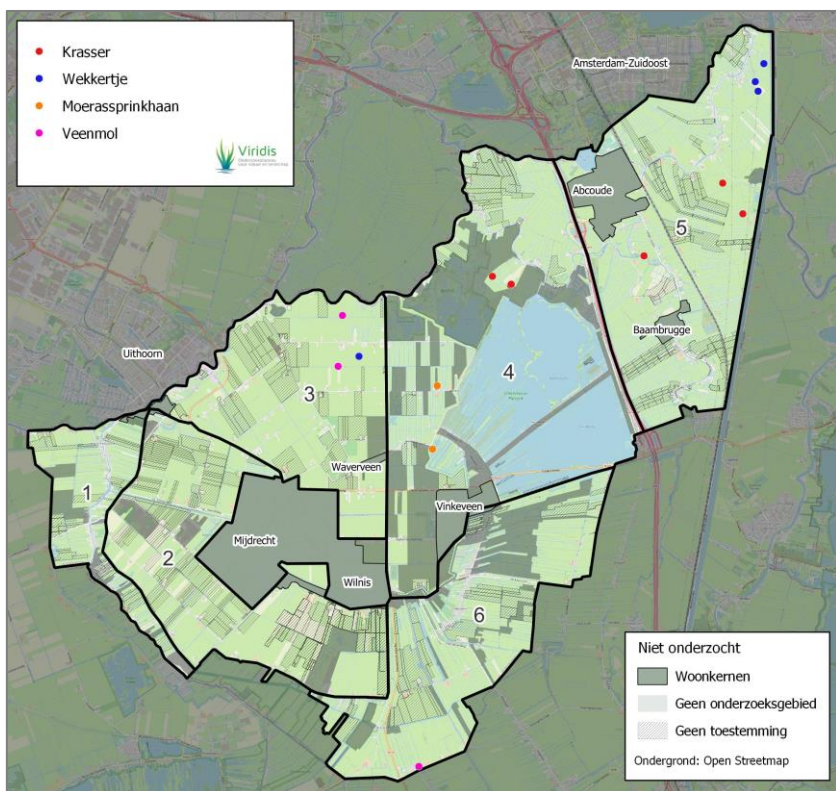 Krasser
Wekkertje
Moerassprinkhaan
Veenmol
Viridis
Amsterdam-Zuidoost
Abcoude
5
Baambrugge
Uithoorn
3
4
Waverveen
1
Vinkeveen
Mijdrecht
2
Wilnis
6
Niet onderzocht
Woonkernen
Geen onderzoeksgebied
Geen toestemming
Ondergrond: Open Streetmap